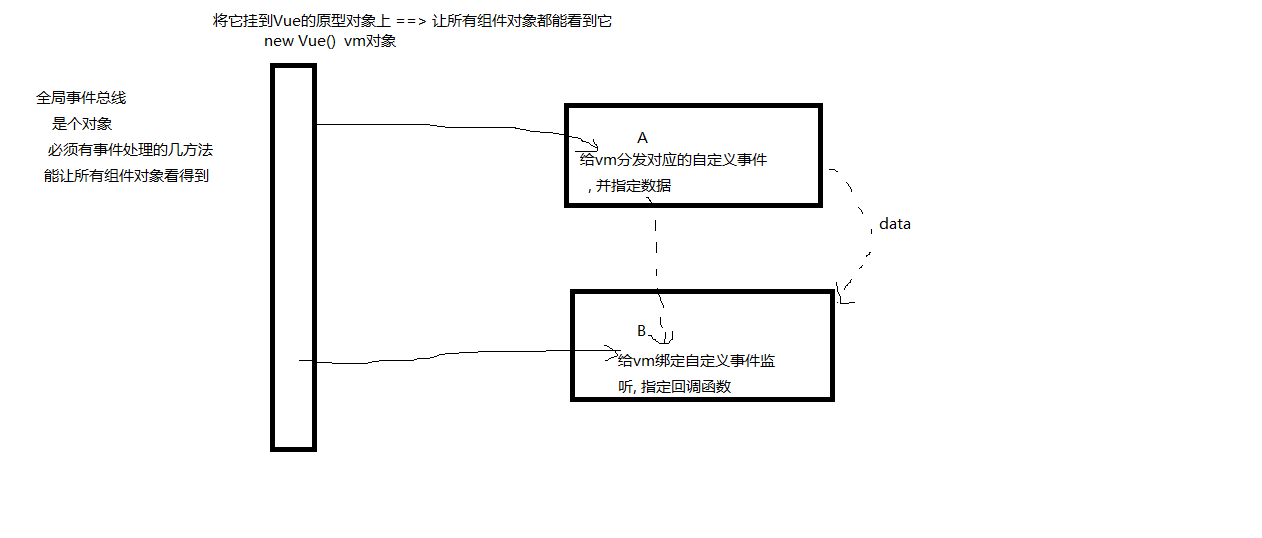 将它挂到Vue的原型对象上 ==> 让所有组件对象都能看到它
new Vue()  vm对象
全局事件总线
是个对象
必须有事件处理的几方法
能让所有组件对象看得到
A
给vm分发对应的自定义事件
, 并指定数据
data
B
给vm绑定自定义事件监
听, 指定回调函数